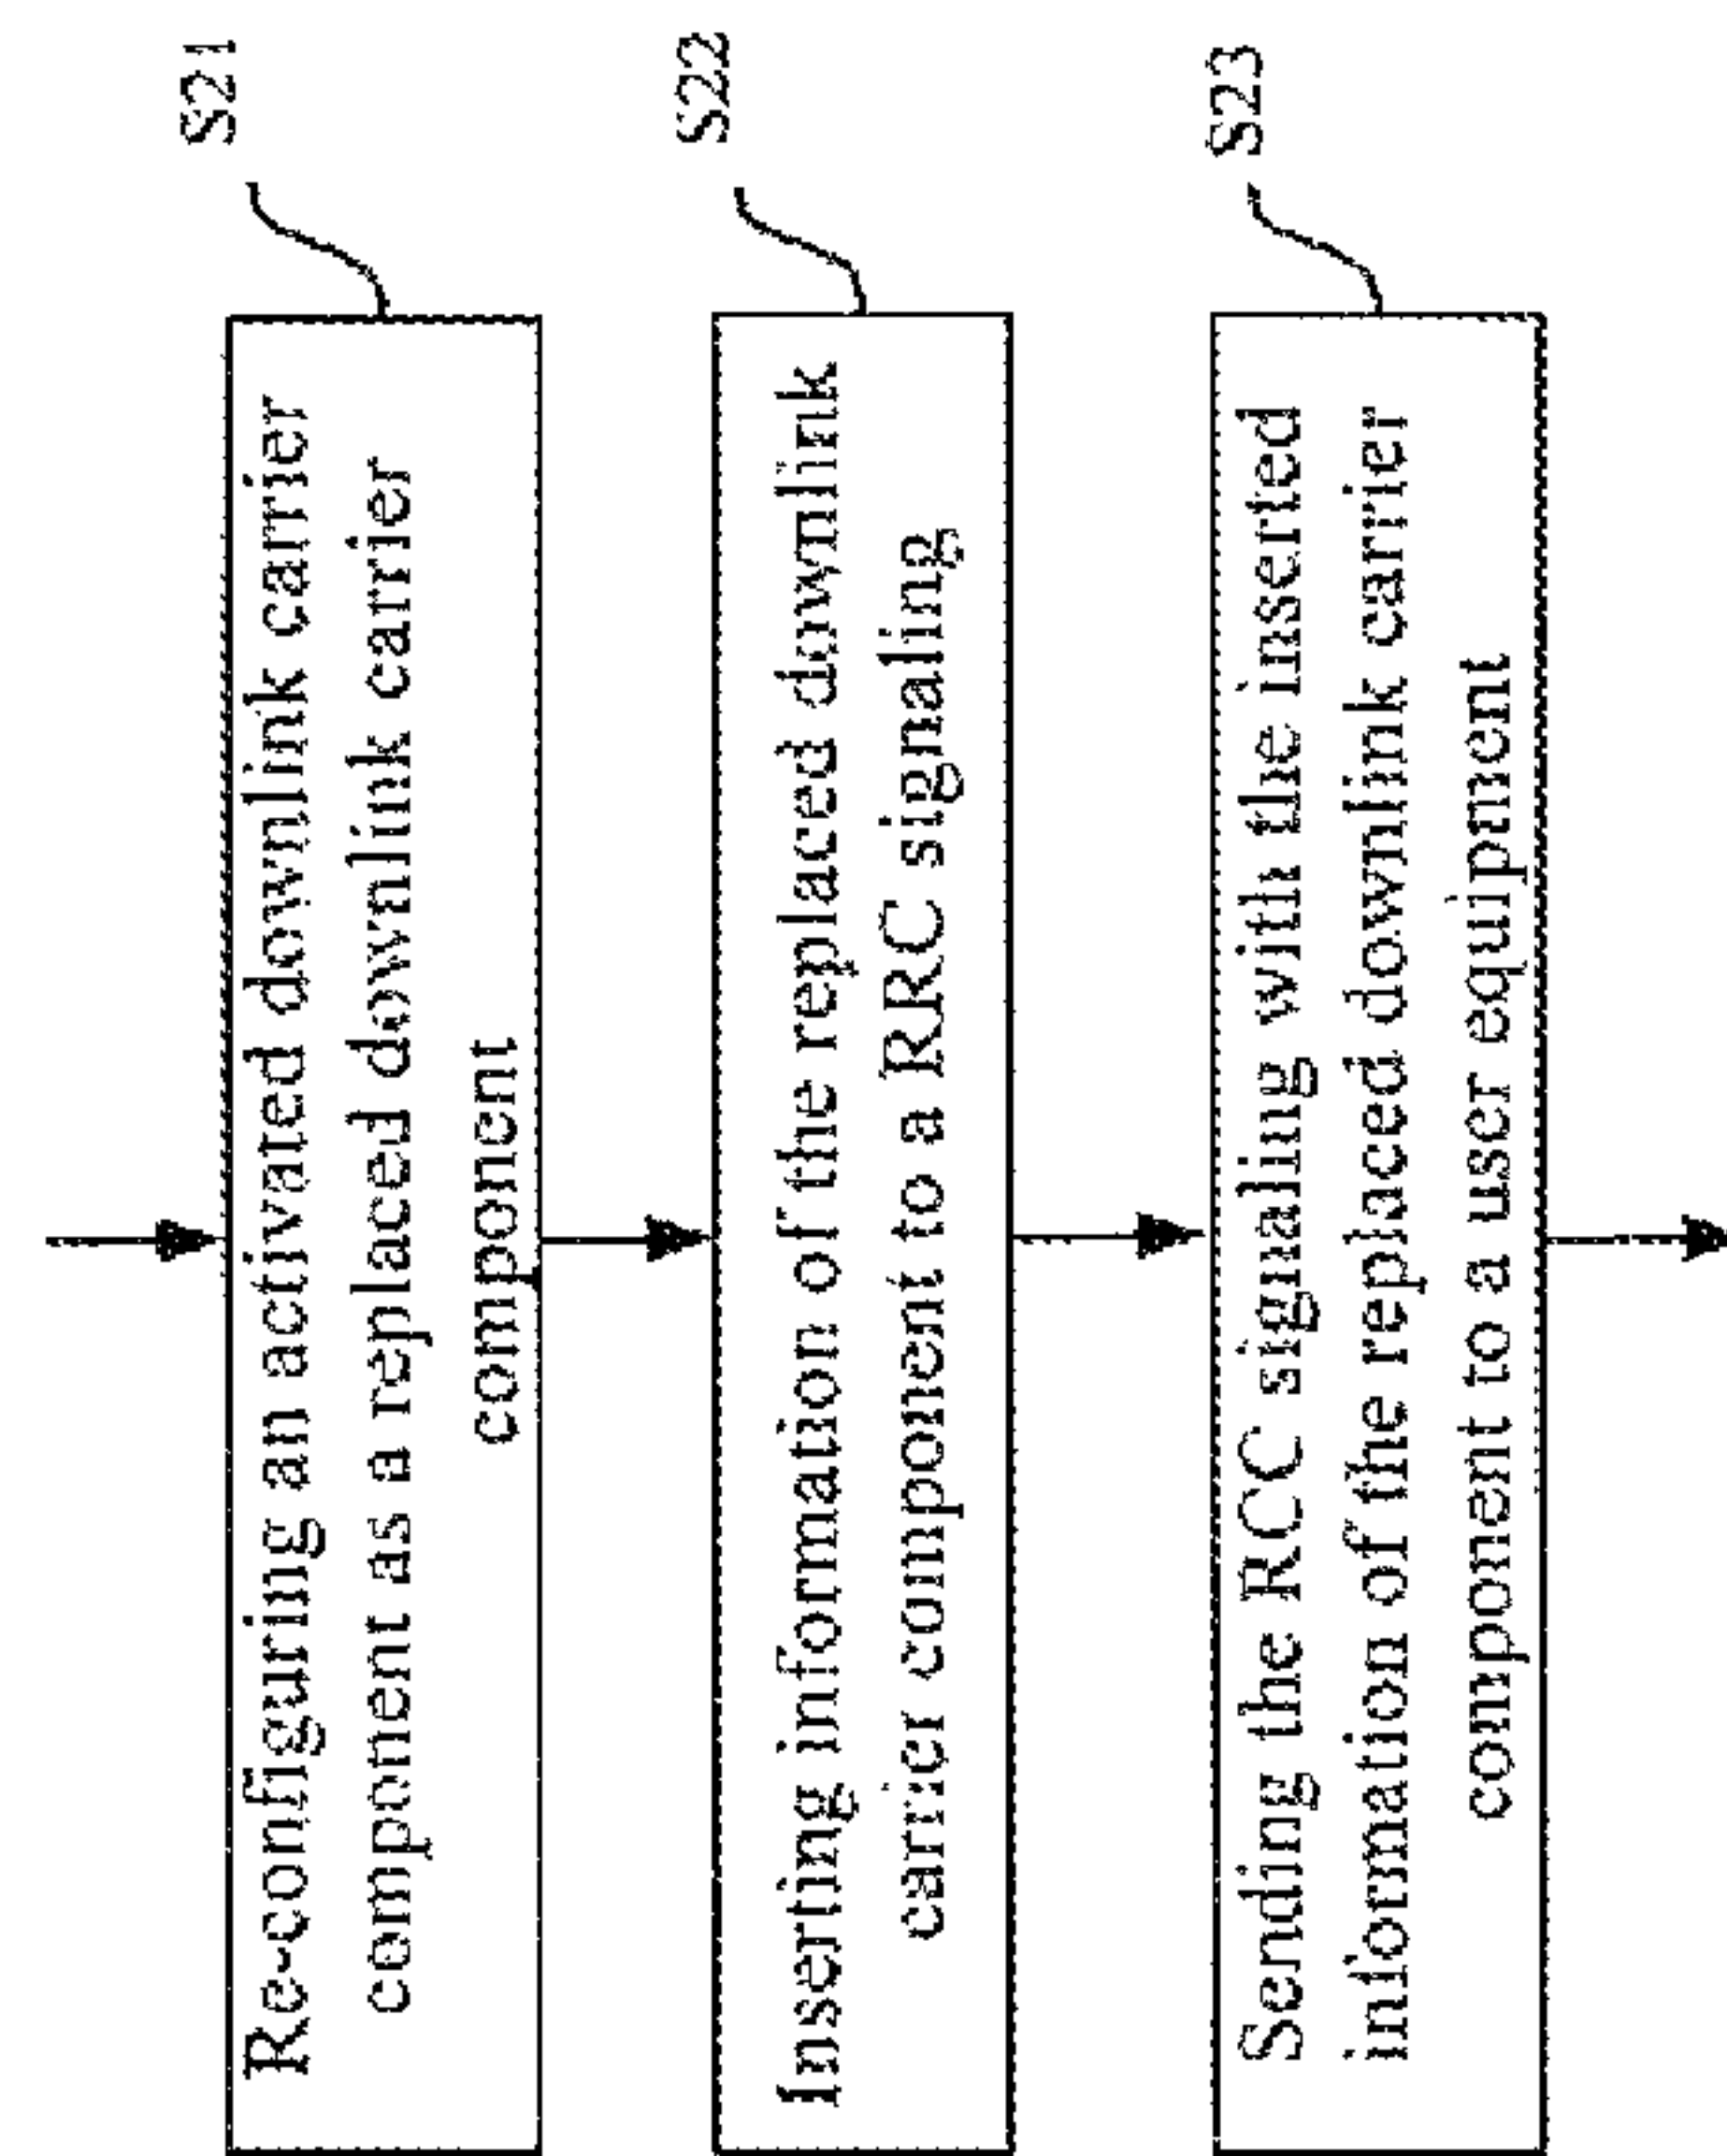 Re-configuring an activated downlink carrier
component as a replaced downlink carrier
component
S21
Inserting information of the replaced downlink
carrier component to a RRC signaling
S22
Sending the RCC signaling with the inserted
information of the replaced downlink carrier
component to a user equipment
S23